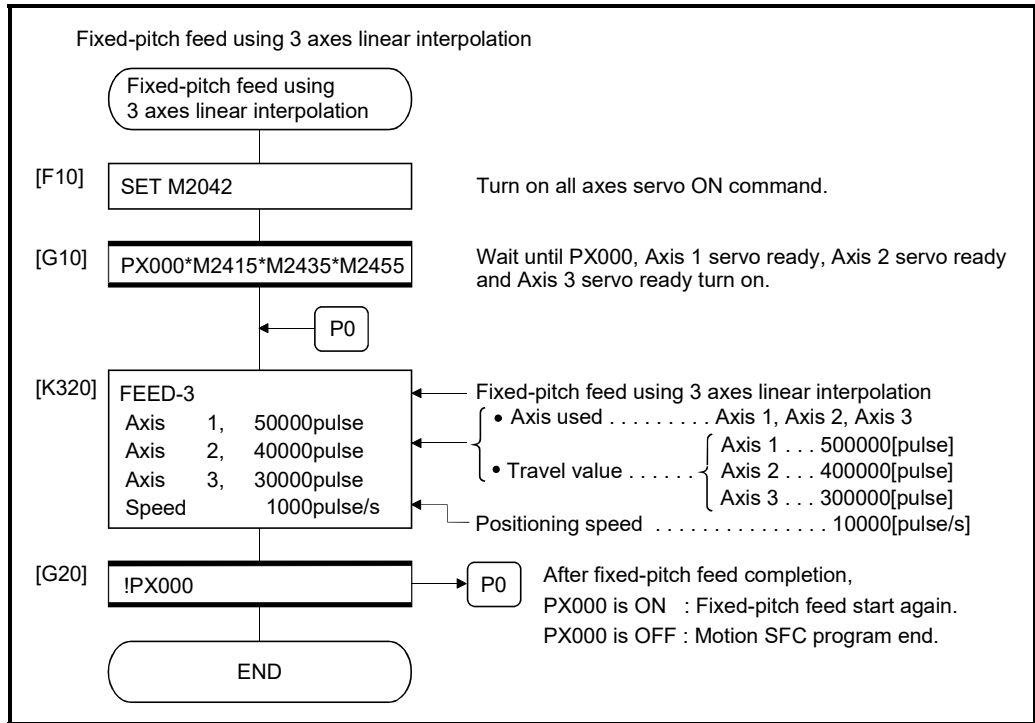 Fixed-pitch feed using 3 axes linear interpolation
Fixed-pitch feed using
3 axes linear interpolation
[F10]
SET M2042
Turn on all axes servo ON command.
[G10]
PX000*M2415*M2435*M2455
Wait until PX000, Axis 1 servo ready, Axis 2 servo ready
and Axis 3 servo ready turn on.
P0
[K320]
FEED-3
Axis 1, 50000pulse
Axis 2, 40000pulse
Axis 3, 30000pulse
Speed 1000pulse/s
Fixed-pitch feed using 3 axes linear interpolation
• Axis used . . . . . . . . . Axis 1, Axis 2, Axis 3
• Travel value . . . . . .
Axis 1 . . . 500000[pulse]
Axis 2 . . . 400000[pulse]
Axis 3 . . . 300000[pulse]
Positioning speed . . . . . . . . . . . . . . . 10000[pulse/s]
[G20]
!PX000
P0
After fixed-pitch feed completion,
PX000 is ON : Fixed-pitch feed start again.
PX000 is OFF : Motion SFC program end.
END